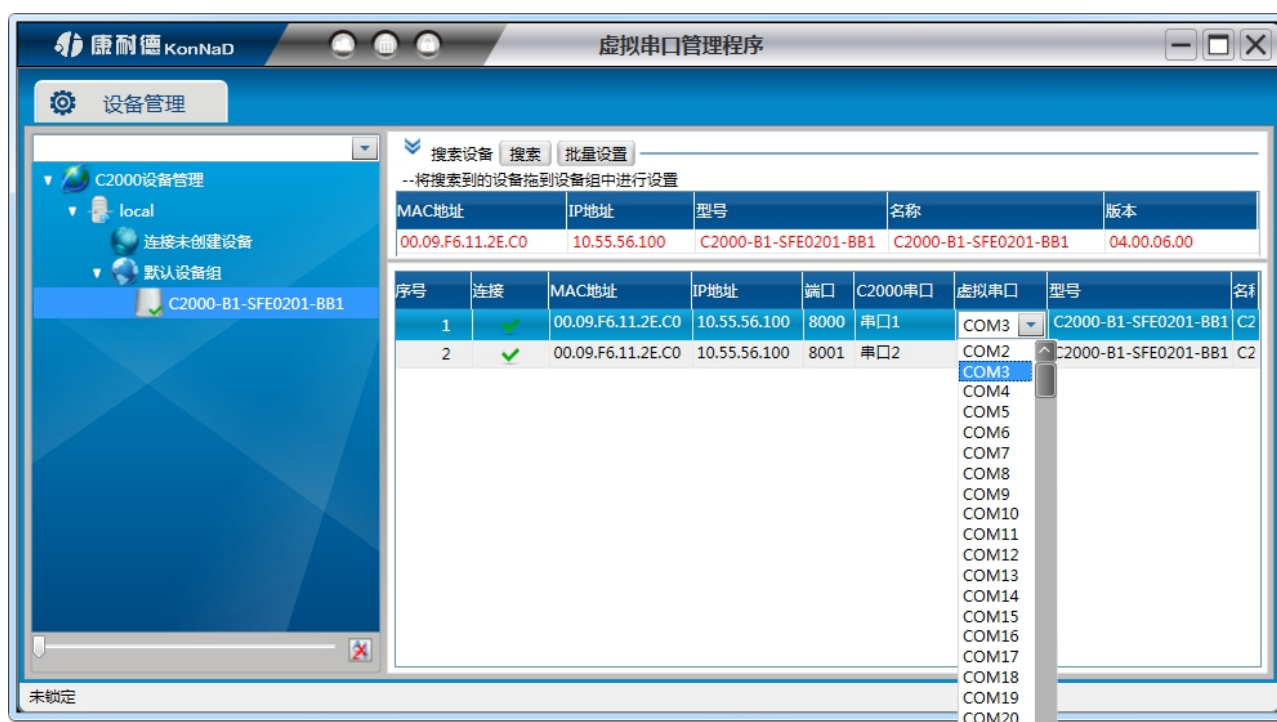 康耐德 KonNaD
虚拟串口管理程序
设备管理
C2000设备管理
local
连接未创建设备
默认设备组
C2000-B1-SFE0201-BB1
搜索设备 搜索 批量设置
--将搜索到的设备拖到设备组中进行设置
MAC地址 IP地址 型号 名称 版本
00.09.F6.11.2E.C0 10.55.56.100 C2000-B1-SFE0201-BB1 C2000-B1-SFE0201-BB1 04.00.06.00
序号 连接 MAC地址 IP地址 端口 C2000串口 虚拟串口 型号 名称
1 00.09.F6.11.2E.C0 10.55.56.100 8000 串口1 COM3 C2000-B1-SFE0201-BB1 C2
2 00.09.F6.11.2E.C0 10.55.56.100 8001 串口2 COM2 C2000-B1-SFE0201-BB1 C2
COM3
COM4
COM5
COM6
COM7
COM8
COM9
COM10
COM11
COM12
COM13
COM14
COM15
COM16
COM17
COM18
COM19
COM20
未锁定